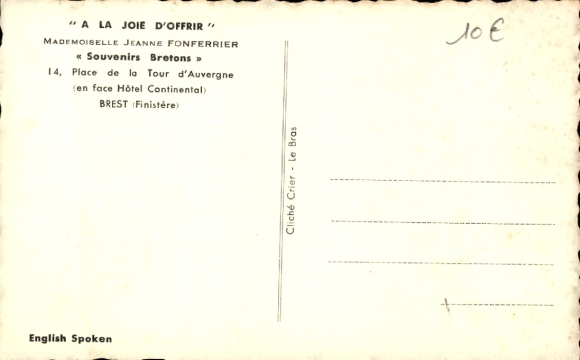 " A LA JOIE D'OFFRIR "
MADEMOISELLE JEANNE FONFERRIER
« Souvenirs Bretons »
14, Place de la Tour d'Auvergne
(en face Hôtel Continental)
BREST (Finistère)
10 €
Cliché Crier - Le Bras
English Spoken